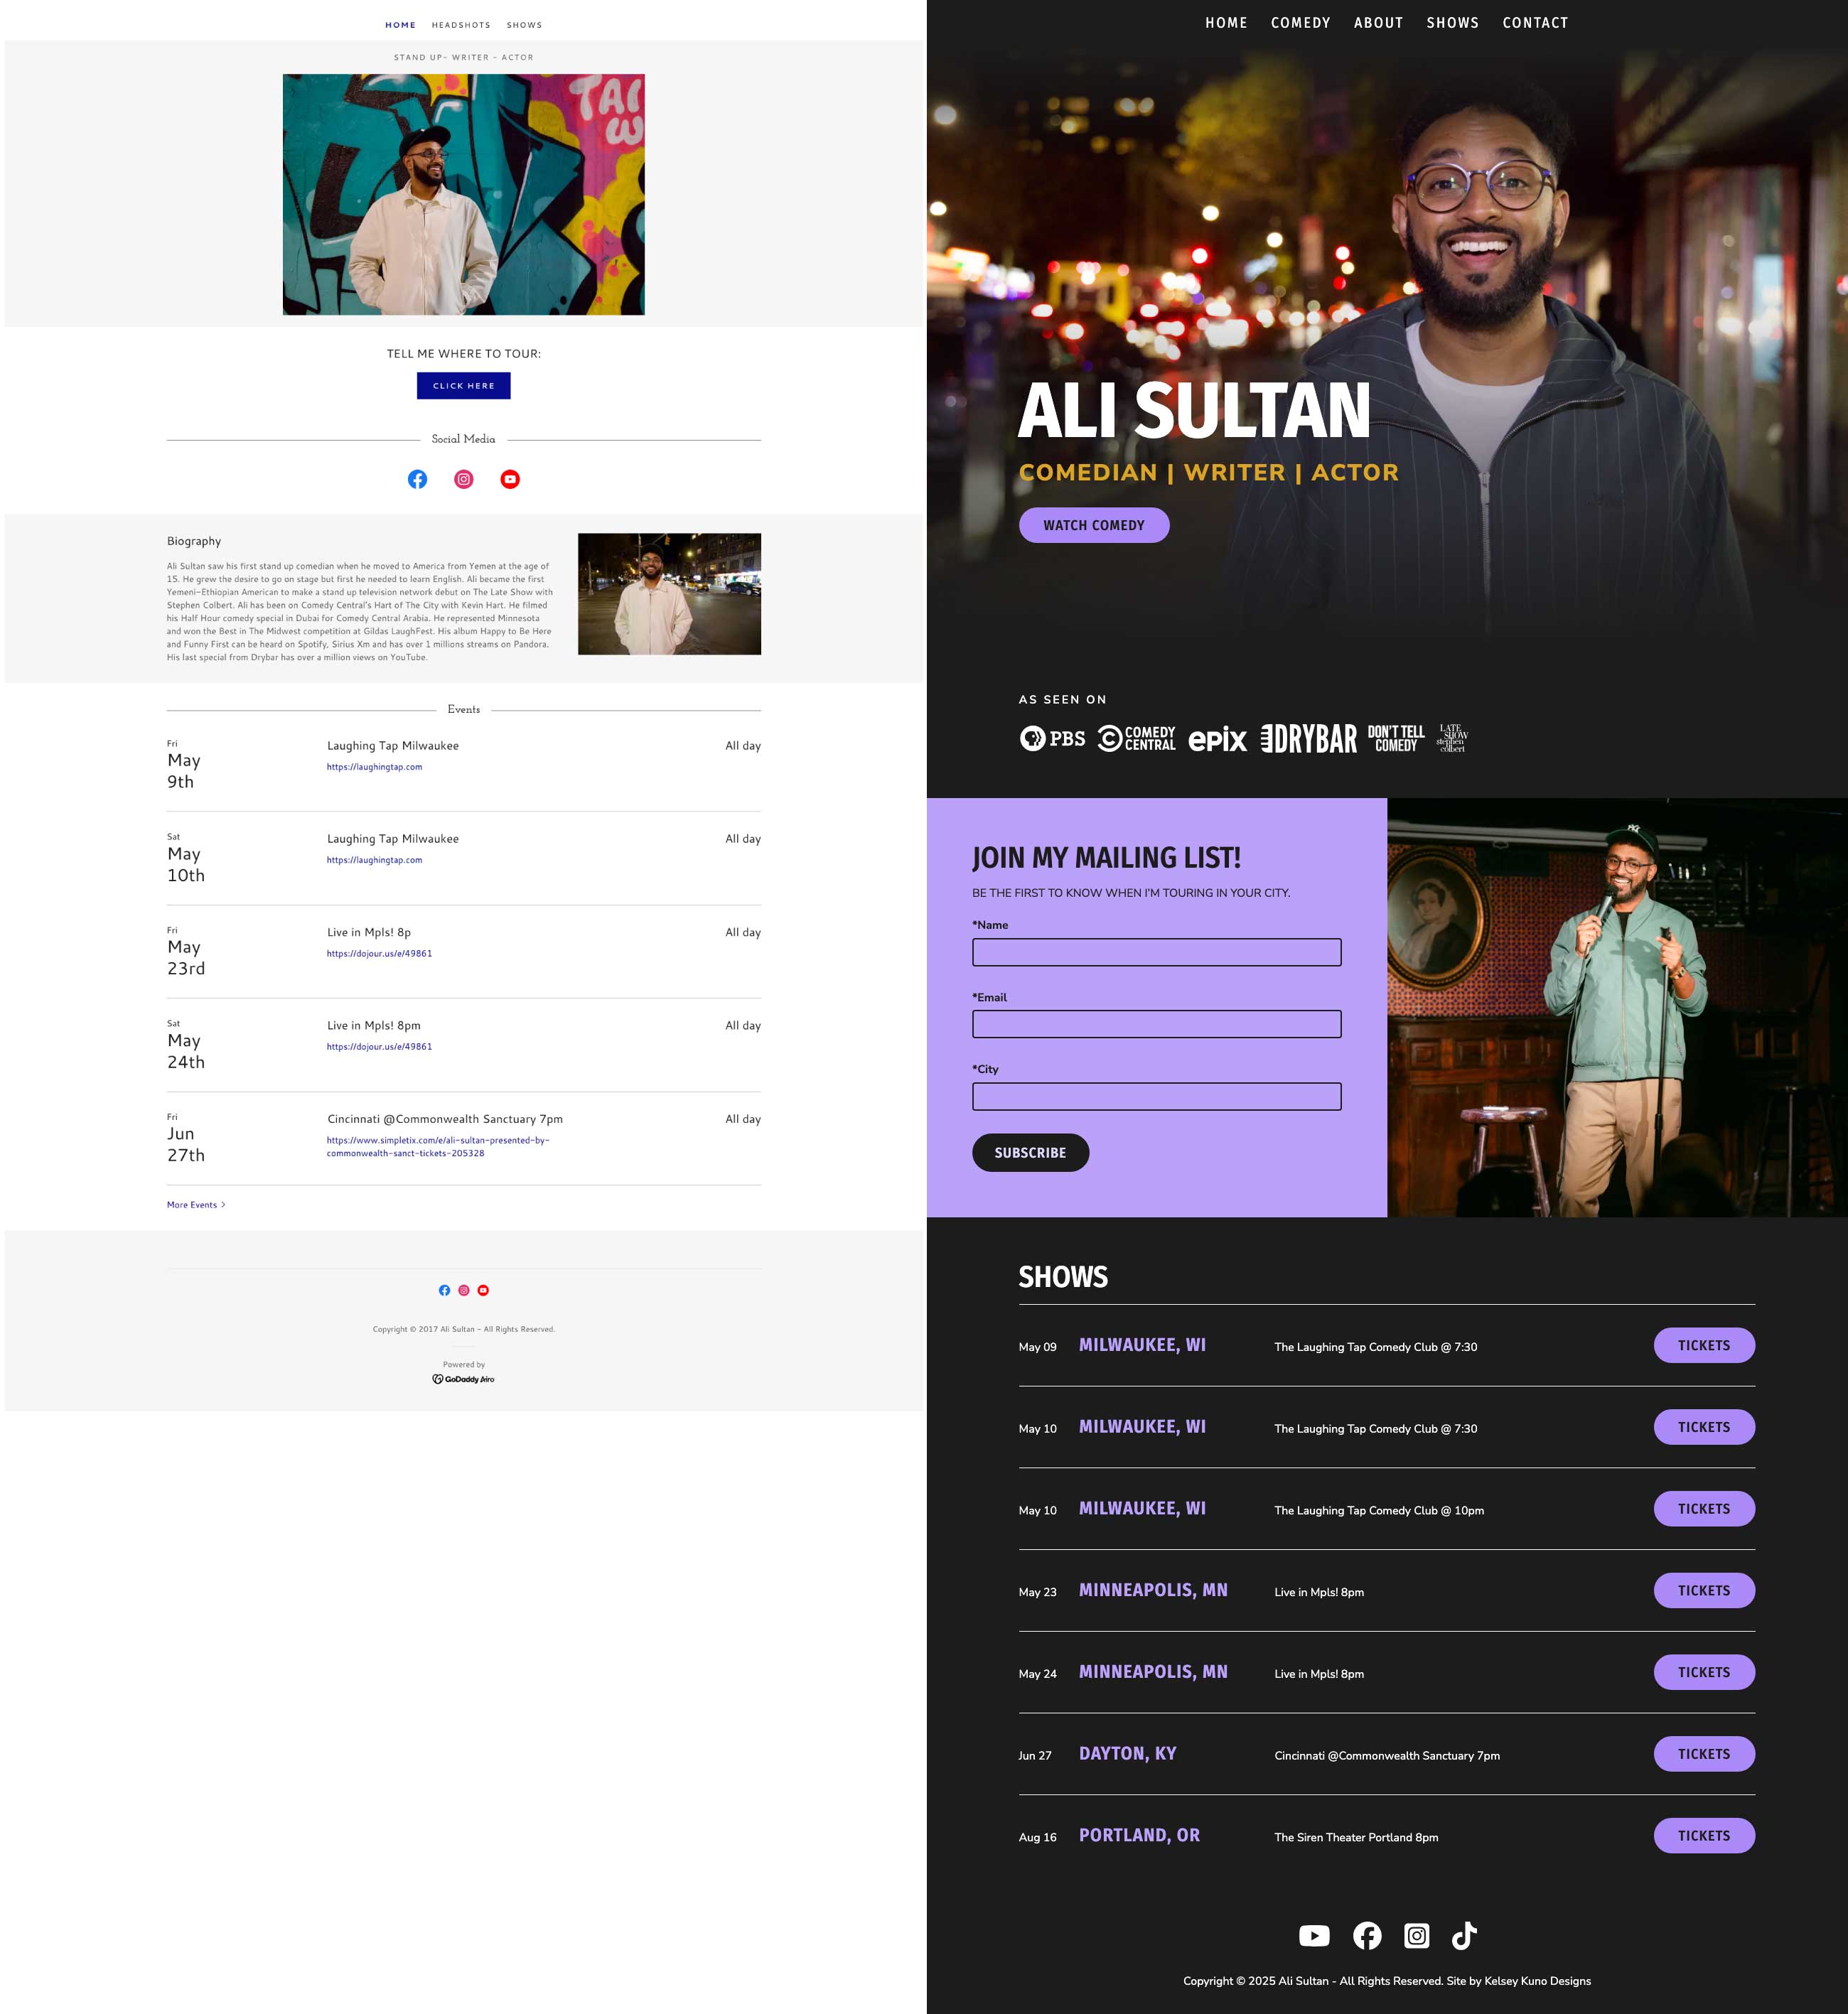 HOME HEADSHOTS SHOWS
STAND UP- WRITER - ACTOR
TAI
W
TELL ME WHERE TO TOUR:
CLICK HERE
Social Media
Biography
Ali Sultan saw his first stand up comedian when he moved to America from Yemen at the age of
15. He grew the desire to go on stage but first he needed to learn English. Ali became the first
Yemeni-Ethiopian American to make a stand up television network debut on The Late Show with
Stephen Colbert. Ali has been on Comedy Central's Hart of The City with Kevin Hart. He filmed
his Half Hour comedy special in Dubai for Comedy Central Arabia. He represented Minnesota
and won the Best in The Midwest competition at Gildas LaughFest. His album Happy to Be Here
and Funny First can be heard on Spotify, Sirius Xm and has over 1 millions streams on Pandora.
His last special from Drybar has over a million views on YouTube.
Events
Fri
May
9th
Laughing Tap Milwaukee
https://laughingtap.com
All day
Sat
May
10th
Laughing Tap Milwaukee
https://laughingtap.com
All day
Fri
May
23rd
Live in Mpls! 8p
https://dojour.us/e/49861
All day
Sat
May
24th
Live in Mpls! 8pm
https://dojour.us/e/49861
All day
Fri
Jun
27th
Cincinnati @Commonwealth Sanctuary 7pm
https://www.simpletix.com/e/ali-sultan-presented-by-
commonwealth-sanct-tickets-205328
All day
More Events >
Copyright © 2017 Ali Sultan - All Rights Reserved.
Powered by
GoDaddy Airo
HOME COMEDY ABOUT SHOWS CONTACT
ALI SULTAN
COMEDIAN | WRITER | ACTOR
WATCH COMEDY
AS SEEN ON
PBS COMEDY CENTRAL epix DRYBAR DON'T TELL COMEDY LATE SHOW stephen colbert
JOIN MY MAILING LIST!
BE THE FIRST TO KNOW WHEN I'M TOURING IN YOUR CITY.
*Name
*Email
*City
SUBSCRIBE
SHOWS
May 09 MILWAUKEE, WI The Laughing Tap Comedy Club @ 7:30 TICKETS
May 10 MILWAUKEE, WI The Laughing Tap Comedy Club @ 7:30 TICKETS
May 10 MILWAUKEE, WI The Laughing Tap Comedy Club @ 10pm TICKETS
May 23 MINNEAPOLIS, MN Live in Mpls! 8pm TICKETS
May 24 MINNEAPOLIS, MN Live in Mpls! 8pm TICKETS
Jun 27 DAYTON, KY Cincinnati @Commonwealth Sanctuary 7pm TICKETS
Aug 16 PORTLAND, OR The Siren Theater Portland 8pm TICKETS
Copyright © 2025 Ali Sultan - All Rights Reserved. Site by Kelsey Kuno Designs